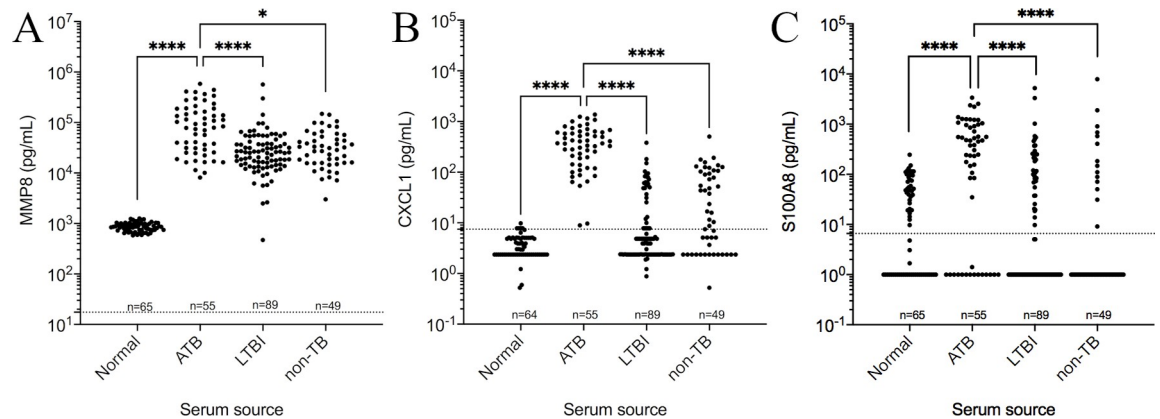 A
MMP8 (pg/mL)
10^7
10^6
10^5
10^4
10^3
10^2
10^1
****
****
*
n=65
n=55
n=89
n=49
Normal
ATB
LTBI
non-TB
Serum source
B
CXCL1 (pg/mL)
10^5
10^4
10^3
10^2
10^1
10^0
10^-1
****
****
****
n=64
n=55
n=89
n=49
Normal
ATB
LTBI
non-TB
Serum source
C
S100A8 (pg/mL)
10^5
10^4
10^3
10^2
10^1
10^0
10^-1
****
****
****
n=65
n=55
n=89
n=49
Normal
ATB
LTBI
non-TB
Serum source